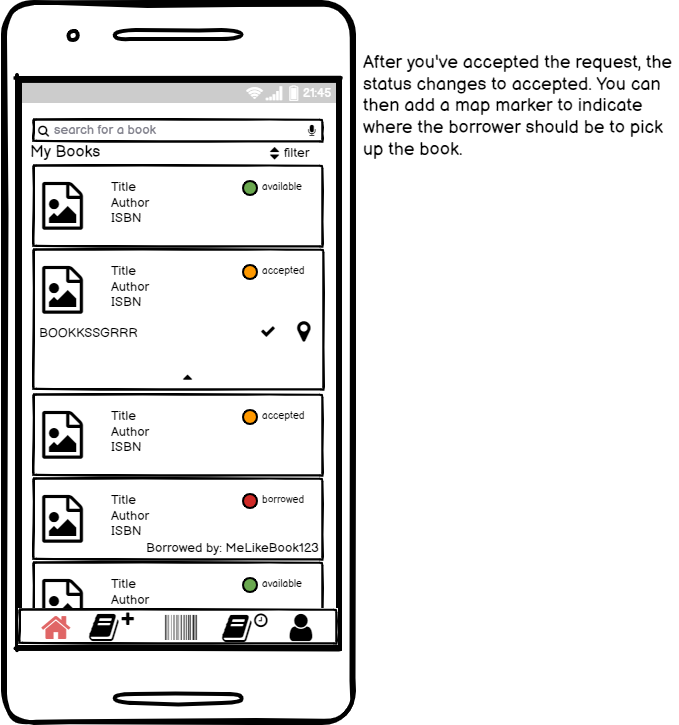 21:45
After you've accepted the request, the
status changes to accepted. You can
then add a map marker to indicate
where the borrower should be to pick
up the book.
search for a book
My Books
filter
Title
available
Author
ISBN
Title
accepted
Author
ISBN
BOOKKSSGRRR
Title
accepted
Author
ISBN
Title
borrowed
Author
ISBN
Borrowed by: MeLikeBook123
Title
available
Author